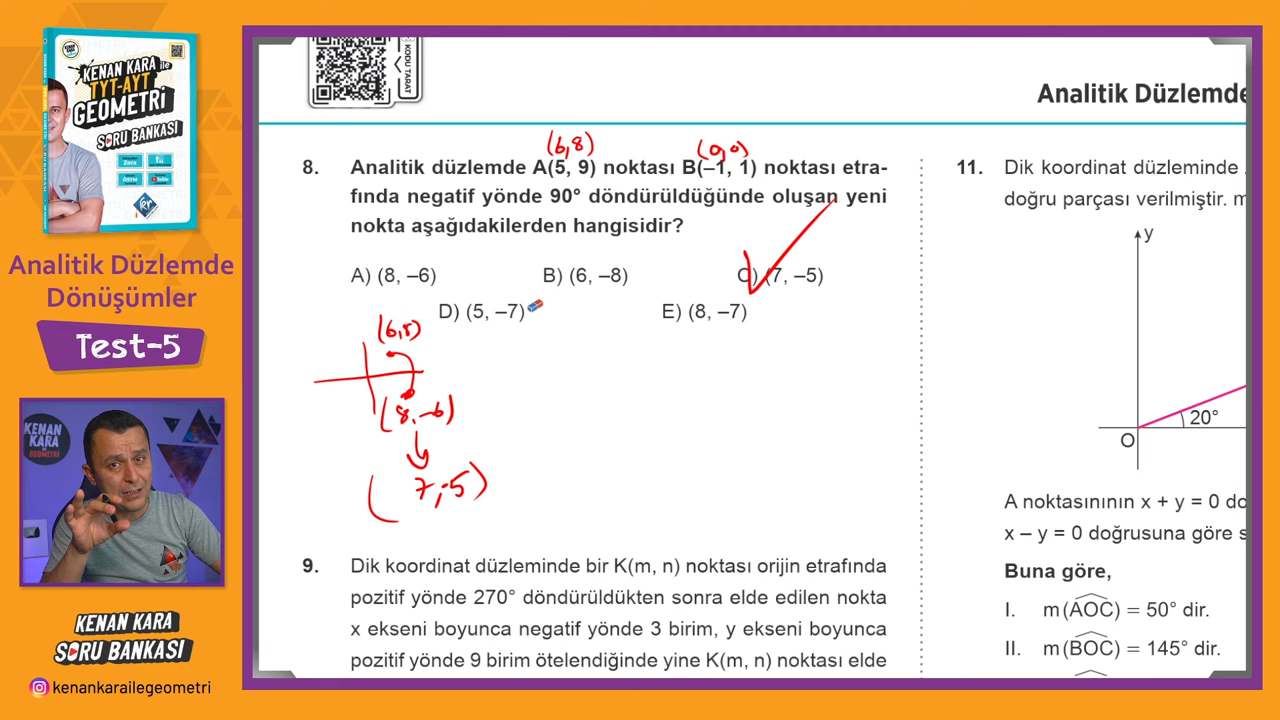 KENAN KARA ile
TYT-AYT
GEOMETRİ
SORU BANKASI
Analitik Düzlemde
Dönüşümler
Test-5
KENAN
KARA
GEOMETRI
KENAN KARA
SORU BANKASI
kenankarailegeometri
KODU TARAT
Analitik Düzlemde
(6,8) (0,0)
8. Analitik düzlemde A(5, 9) noktası B(–1, 1) noktası etra-
fında negatif yönde 90° döndürüldüğünde oluşan yeni
nokta aşağıdakilerden hangisidir?
A) (8, –6) B) (6, –8) C) (7, –5)
D) (5, –7) E) (8, –7)
(6,8)
(8,-6)
(7,-5)
9. Dik koordinat düzleminde bir K(m, n) noktası orijin etrafında
pozitif yönde 270° döndürüldükten sonra elde edilen nokta
x ekseni boyunca negatif yönde 3 birim, y ekseni boyunca
pozitif yönde 9 birim ötelendiğinde yine K(m, n) noktası elde
11. Dik koordinat düzleminde
doğru parçası verilmiştir. m
y
20°
O
A noktasınının x + y = 0 do
x – y = 0 doğrusuna göre s
Buna göre,
I. m(AOC) = 50° dir.
II. m(BOC) = 145° dir.